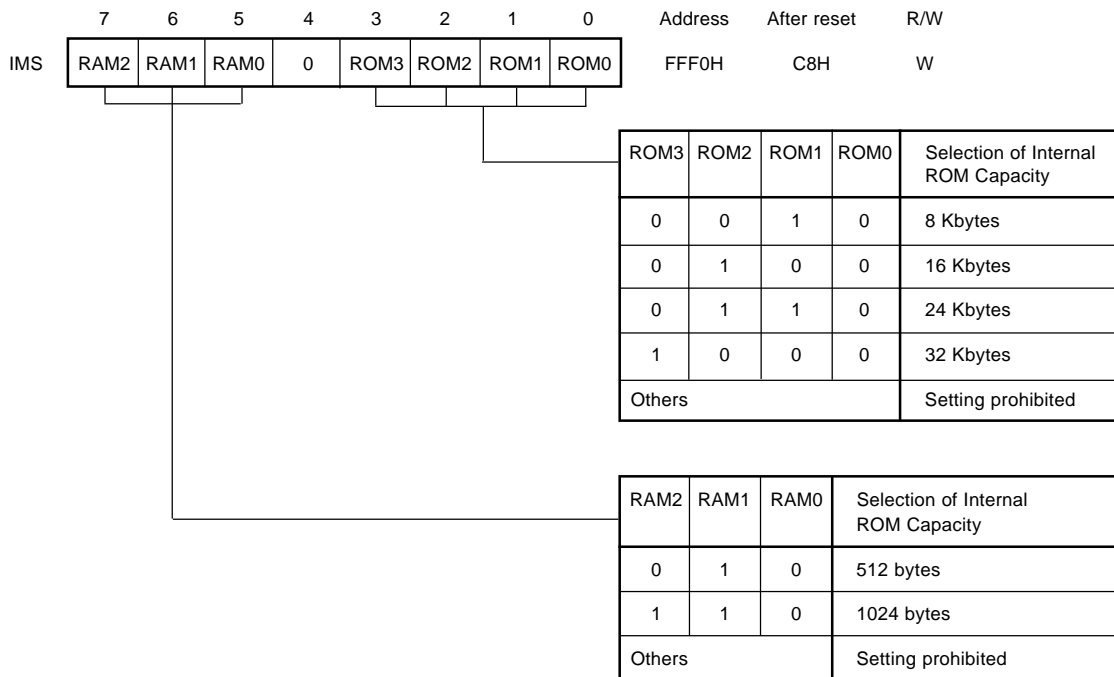 7 6 5 4 3 2 1 0 Address After reset R/W
IMS RAM2 RAM1 RAM0 0 ROM3 ROM2 ROM1 ROM0 FFF0H C8H W
ROM3 ROM2 ROM1 ROM0 Selection of Internal
ROM Capacity
0 0 1 0 8 Kbytes
0 1 0 0 16 Kbytes
0 1 1 0 24 Kbytes
1 0 0 0 32 Kbytes
Others Setting prohibited
RAM2 RAM1 RAM0 Selection of Internal
ROM Capacity
0 1 0 512 bytes
1 1 0 1024 bytes
Others Setting prohibited